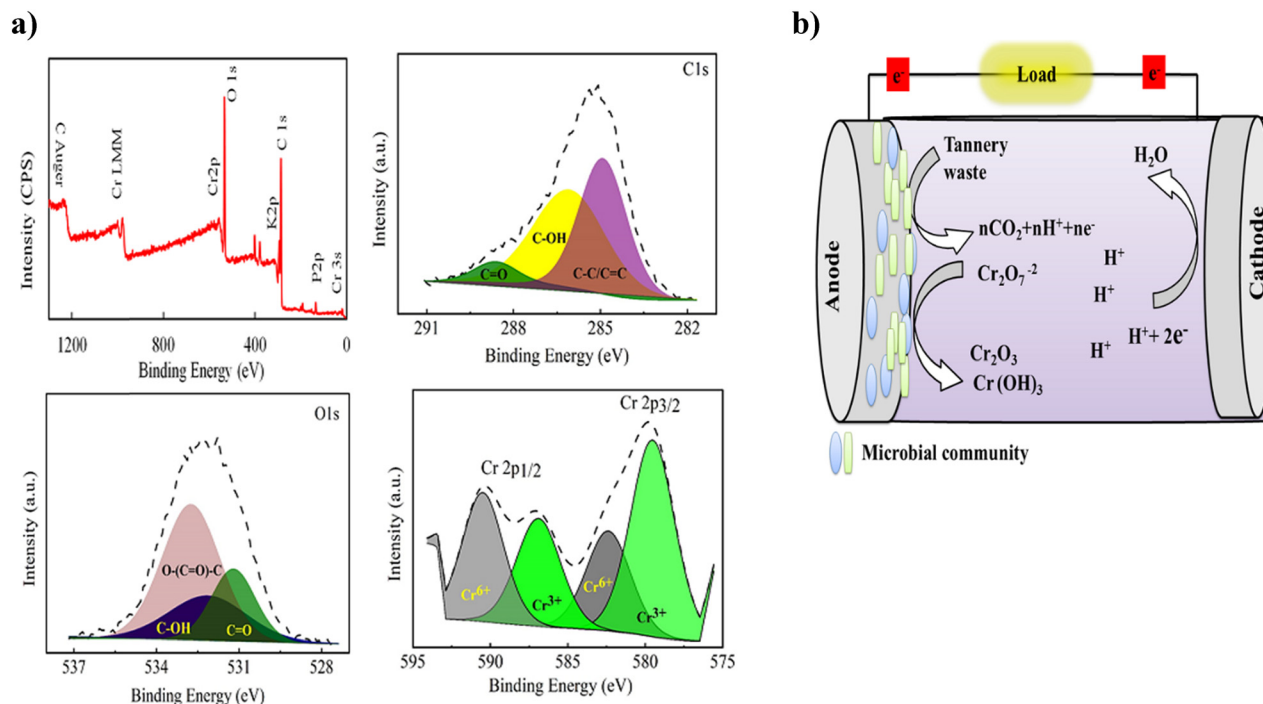 a)
C Auger
Cr LMM
Cr2p
O 1s
K2p
C 1s
P2p
Cr 3s
Intensity (CPS)
1200 800 400 0
Binding Energy (eV)
C1s
C-OH
C=O
C-C/C=C
Intensity (a.u.)
291 288 285 282
Binding Energy (eV)
O1s
O-(C=O)-C
C-OH
C=O
Intensity (a.u.)
537 534 531 528
Binding Energy (eV)
Cr 2p3/2
Cr 2p1/2
Cr6+
Cr3+
Cr6+
Cr3+
Intensity (a.u.)
595 590 585 580 575
Binding Energy (eV)
b)
e-
Load
e-
Tannery
waste
H2O
nCO2+nH++ne-
Cr2O7-2
H+
H+
H+
H++ 2e-
Cr2O3
Cr(OH)3
Anode
Cathode
Microbial community